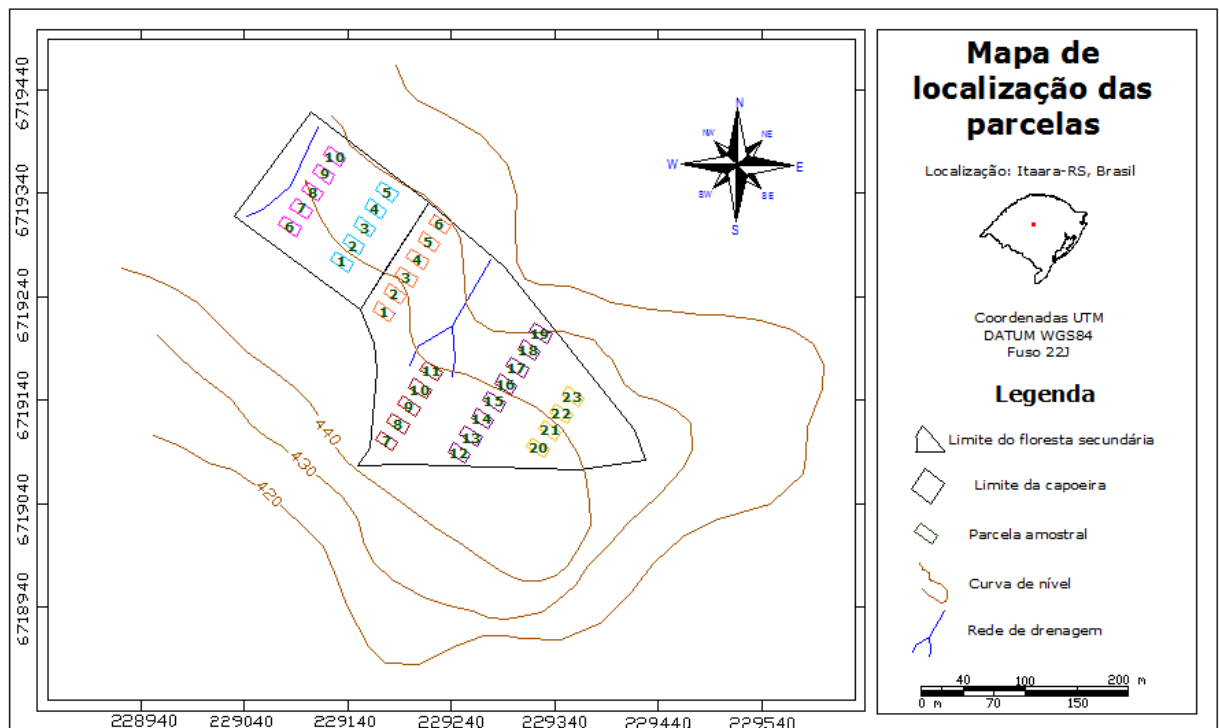 Mapa de
localização das
parcelas
Localização: Itaara-RS, Brasil
Coordenadas UTM
DATUM WGS84
Fuso 22J
Legenda
Limite do floresta secundária
Limite da capoeira
Parcela amostral
Curva de nível
Rede de drenagem
40 100 200 m
0 m 70 150
N
NW NE
W E
SW SE
S
6719440
6719340
6719240
6719140
6719040
6718940
228940 229040 229140 229240 229340 229440 229540
10
9
8
7
6
5
4
3
2
1
6
5
4
3
2
1
11
10
9
8
7
19
18
17
16
15
14
13
12
23
22
21
20
440
430
420